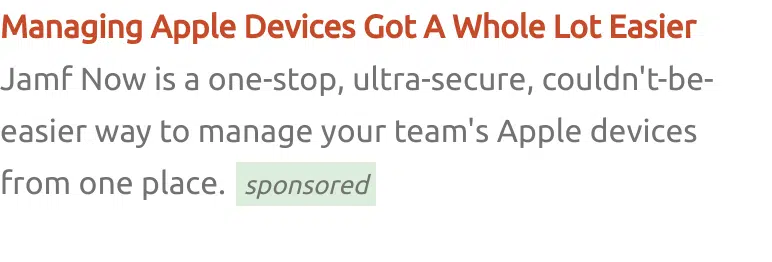 Managing Apple Devices Got A Whole Lot Easier
Jamf Now is a one-stop, ultra-secure, couldn't-be-
easier way to manage your team's Apple devices
from one place. sponsored